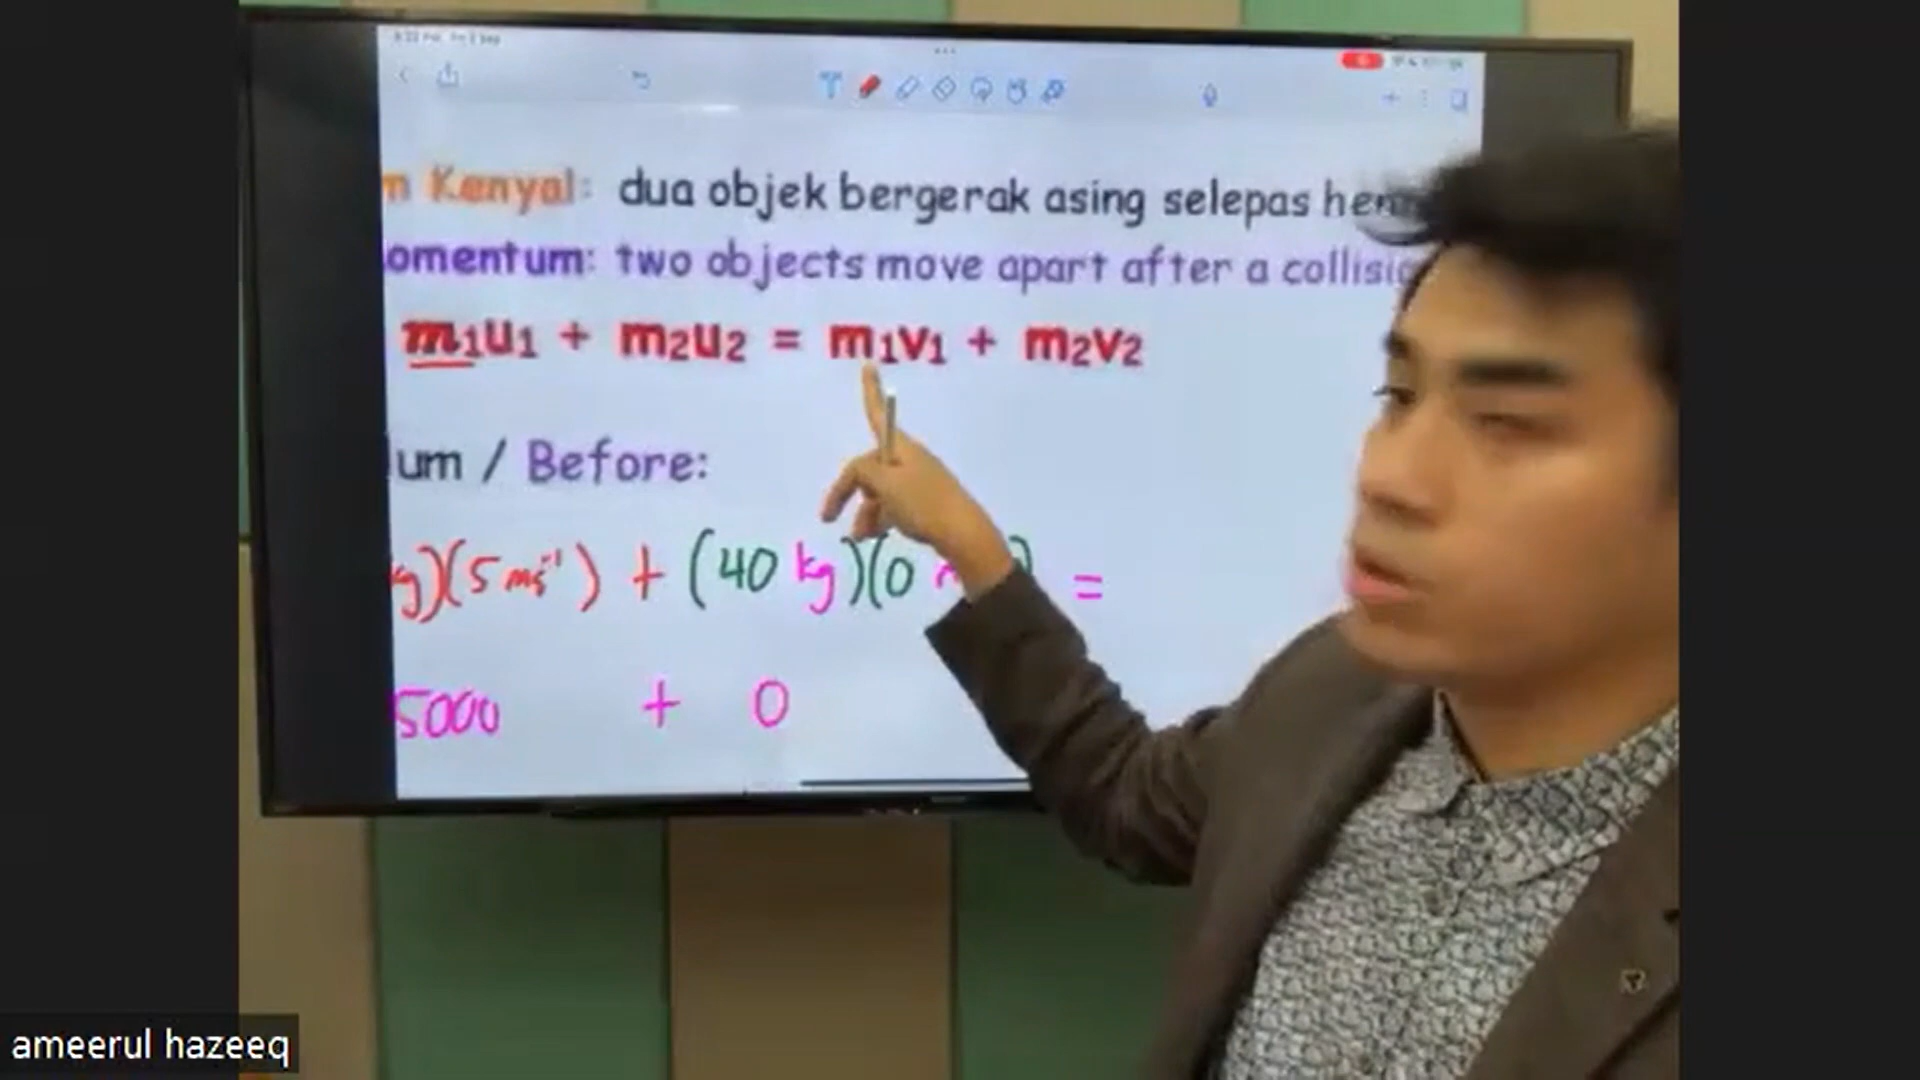 n Kenyal: dua objek bergerak asing selepas
omentum: two objects move apart after a
m1u1 + m2u2 = m1v1 + m2v2
um / Before:
kg)(5 ms⁻¹) + (40 kg)(0 =
5000 + 0
ameerul hazeeq